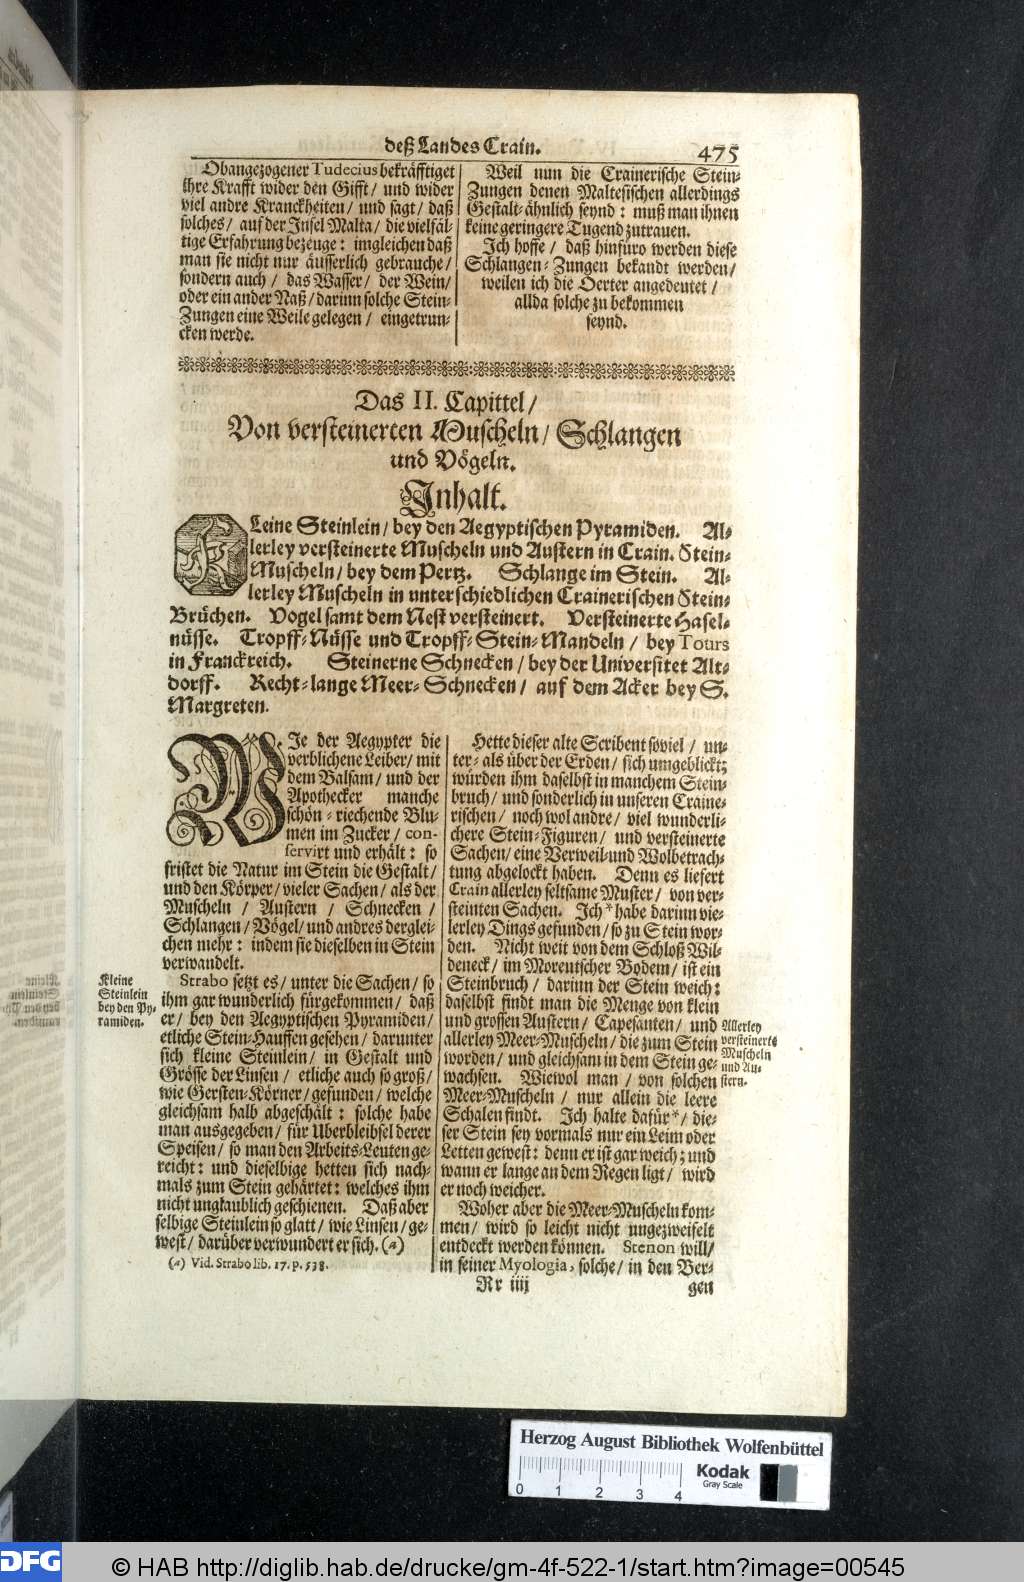 deß Landes Crain.
475
Obangezogener Tudecius bekräfftiget
ihre Krafft wider den Gifft / und wider
viel andre Kranckheiten / und sagt / daß
solches / auf der Insel Malta / die vielfäl-
tige Erfahrung bezeuge: imgleichen daß
man sie nicht nur äusserlich gebrauche /
sondern auch / das Wasser / der Wein /
oder ein ander Naß / darinn solche Stein-
Zungen eine Weile gelegen / eingetrun-
cken werde.
Weil nun die Crainerische Stein-
Zungen denen Maltesischen allerdings
Gestalt-ähnlich seynd: muß man ihnen
keine geringere Tugend zutrauen.
Ich hoffe / daß hinfüro werden diese
Schlangen-Zungen bekandt werden /
weilen ich die Oerter angedeutet /
allda solche zu bekommen
seynd.
Das II. Capittel /
Von versteinerten Muscheln / Schlangen
und Vögeln.
Inhalt.
Kleine Steinlein / bey den Aegyptischen Pyramiden. Al-
lerley versteinerte Muscheln und Austern in Crain. Stein-
Muscheln / bey dem Pertz. Schlange im Stein. Al-
lerley Muscheln in unterschiedlichen Crainerischen Stein-
Brüchen. Vogel samt dem Nest versteinert. Versteinerte Hasel-
nüsse. Tropff-Nüsse und Tropff-Stein-Mandeln / bey Tours
in Franckreich. Steinerne Schnecken / bey der Universitet Alt-
dorff. Recht-lange Meer-Schnecken / auf dem Acker bey S.
Margreten.
WJe der Aegypter die
verblichene Leiber / mit
dem Balsam / und der
Apothecker manche
schön-riechende Blu-
men im Zucker / con-
servirt und erhält: so
fristet die Natur im Stein die Gestalt /
und den Körper / vieler Sachen / als der
Muscheln / Austern / Schnecken /
Schlangen / Vögel / und andres derglei-
chen mehr: indem sie dieselben in Stein
verwandelt.
Kleine
Steinlein
bey den Py-
ramiden.
Strabo setzt es / unter die Sachen / so
ihm gar wunderlich fürgekommen / daß
er / bey den Aegyptischen Pyramiden /
etliche Stein-Hauffen gesehen / darunter
sich kleine Steinlein / in Gestalt und
Grösse der Linsen / etliche auch so groß /
wie Gersten-Körner / gefunden / welche
gleichsam halb abgeschält: solche habe
man ausgegeben / für Uberbleibsel derer
Speisen / so man den Arbeits-Leuten ge-
reicht: und dieselbige hetten sich nach-
mals zum Stein gehärtet: welches ihm
nicht unglaublich geschienen. Daß aber
selbige Steinlein so glatt / wie Linsen / ge-
west / darüber verwundert er sich. (a)
(a) Vid. Strabo lib. 17. p. 538.
Hette dieser alte Scribent soviel / un-
ter- als über der Erden / sich umgeblickt;
würden ihm daselbst in manchem Stein-
bruch / und sonderlich in unseren Craine-
rischen / noch wol andre / viel wunderli-
chere Stein-Figuren / und versteinerte
Sachen / eine Verweil- und Wolbetrach-
tung abgelockt haben. Denn es liefert
Crain allerley seltsame Muster / von ver-
steinten Sachen. Ich * habe darinn vie-
lerley Dings gefunden / so zu Stein wor-
den. Nicht weit von dem Schloß Wil-
deneck / im Moreutscher Bodem / ist ein
Steinbruch / darinn der Stein weich:
daselbst findt man die Menge von klein
und grossen Austern / Capesanten / und
allerley Meer-Muscheln / die zum Stein
worden / und gleichsam in dem Stein ge-
wachsen. Wiewol man / von solchen
Meer-Muscheln / nur allein die leere
Schalen findt. Ich halte dafür * / die-
ser Stein sey vormals nur ein Leim oder
Letten gewest: denn er ist gar weich; und
wann er lange an dem Regen ligt / wird
er noch weicher.
Allerley
versteinerte
Muscheln
und Au-
stern.
Woher aber die Meer-Muscheln kom-
men / wird so leicht nicht ungezweifelt
entdeckt werden können. Stenon will /
in seiner Myologia, solche / in den Ber-
Rr iiij
gen
Herzog August Bibliothek Wolfenbüttel
0 1 2 3 4
Kodak
Gray Scale
DFG
© HAB http://diglib.hab.de/drucke/gm-4f-522-1/start.htm?image=00545